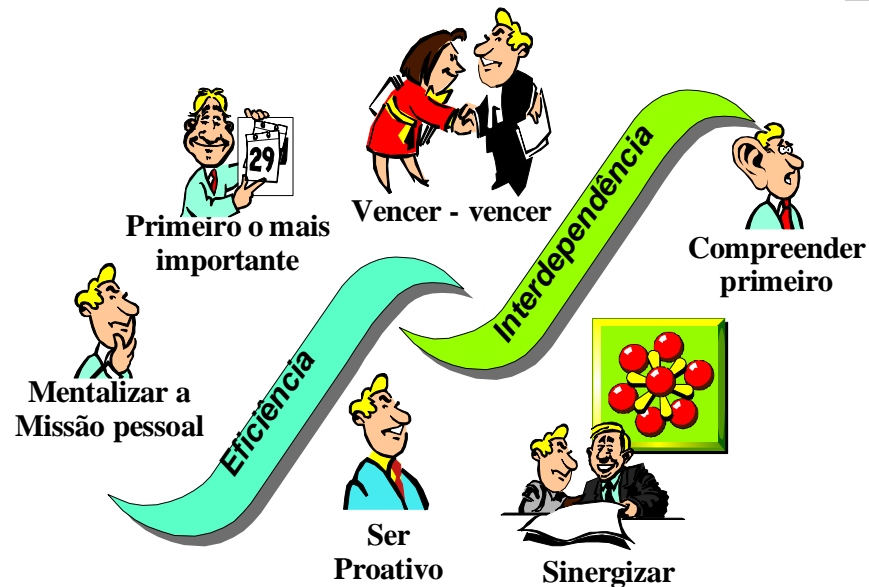 29
Primeiro o mais
importante
Vencer - vencer
Interdependência
Compreender
primeiro
Mentalizar a
Missão pessoal
Eficiência
Ser
Proativo
Sinergizar